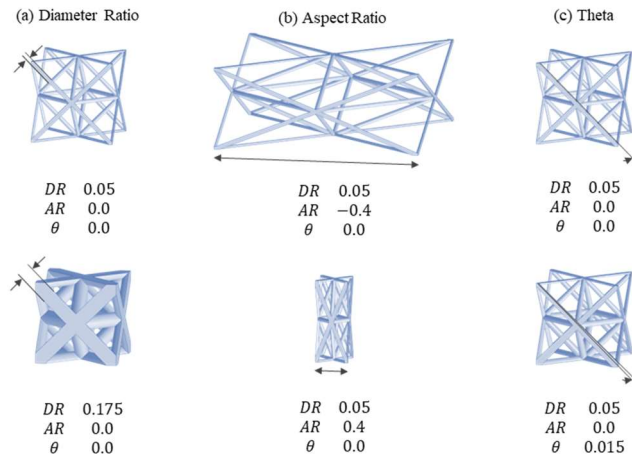 (a) Diameter Ratio
(b) Aspect Ratio
(c) Theta
DR 0.05
AR 0.0
θ 0.0
DR 0.05
AR −0.4
θ 0.0
DR 0.05
AR 0.0
θ 0.0
DR 0.175
AR 0.0
θ 0.0
DR 0.05
AR 0.4
θ 0.0
DR 0.05
AR 0.0
θ 0.015